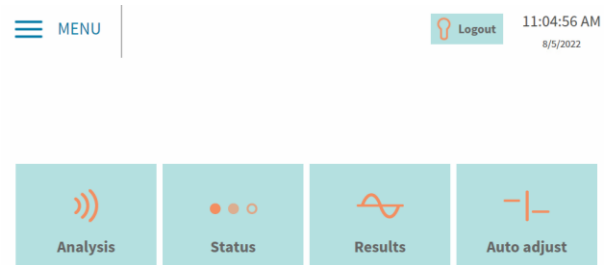 MENU
Logout
11:04:56 AM
8/5/2022
Analysis
Status
Results
Auto adjust